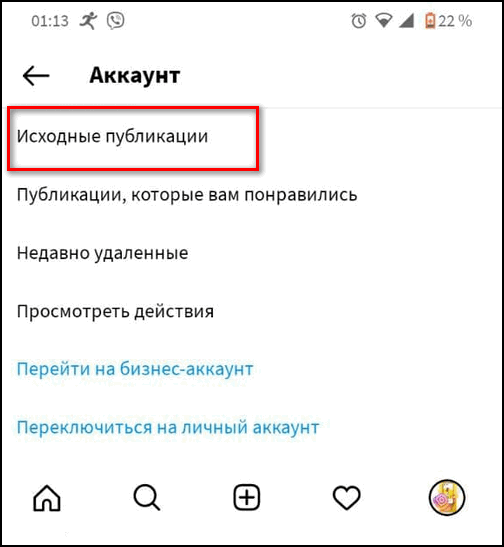 01:13 22 %
Аккаунт
Исходные публикации
Публикации, которые вам понравились
Недавно удаленные
Просмотреть действия
Перейти на бизнес-аккаунт
Переключиться на личный аккаунт